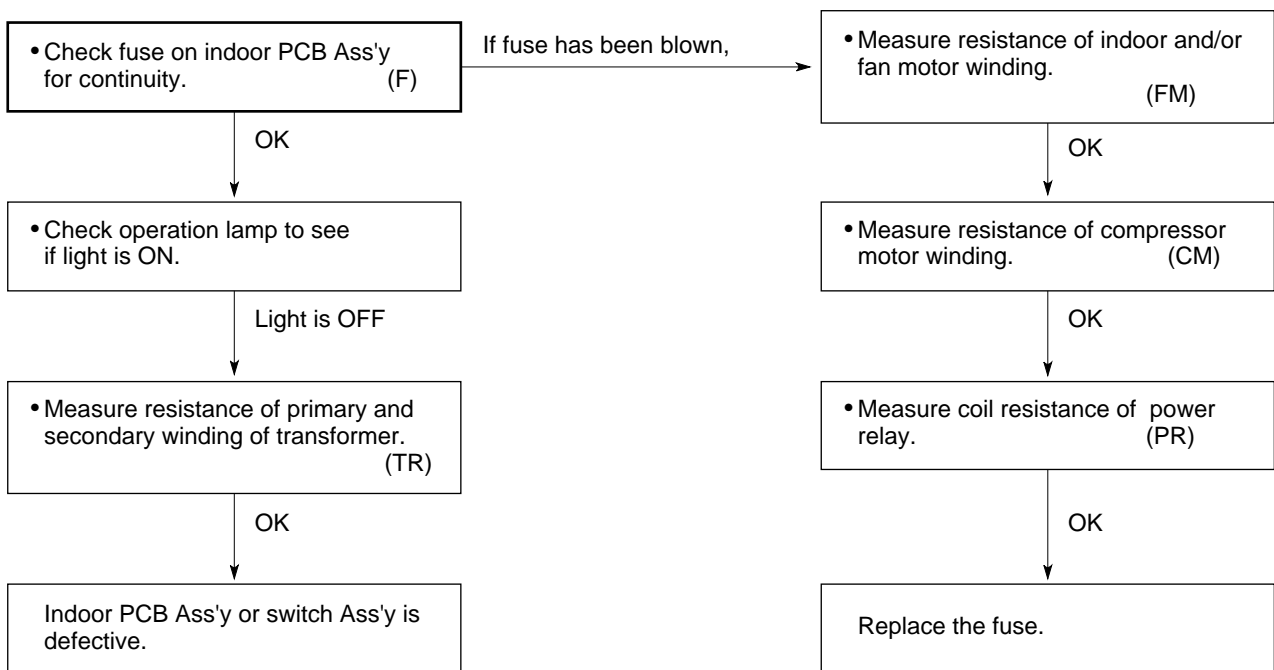 • Check fuse on indoor PCB Ass'y
for continuity. (F)
If fuse has been blown,
• Measure resistance of indoor and/or
fan motor winding.
(FM)
OK
OK
• Check operation lamp to see
if light is ON.
• Measure resistance of compressor
motor winding. (CM)
Light is OFF
OK
• Measure resistance of primary and
secondary winding of transformer.
(TR)
• Measure coil resistance of power
relay. (PR)
OK
OK
Indoor PCB Ass'y or switch Ass'y is
defective.
Replace the fuse.